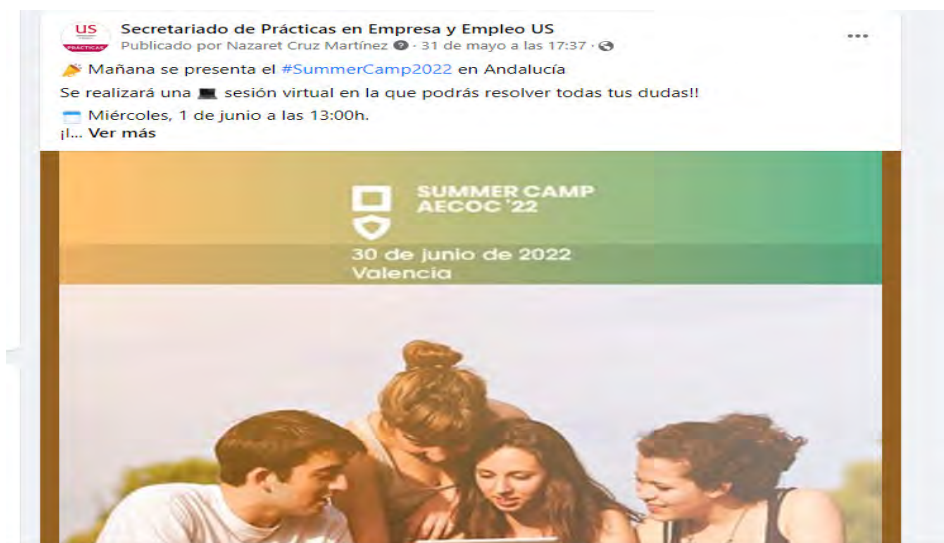 US
PRÁCTICAS
Secretariado de Prácticas en Empresa y Empleo US
Publicado por Nazaret Cruz Martínez · 31 de mayo a las 17:37 ·
Mañana se presenta el #SummerCamp2022 en Andalucía
Se realizará una sesión virtual en la que podrás resolver todas tus dudas!!
Miércoles, 1 de junio a las 13:00h.
¡I... Ver más
SUMMER CAMP
AECOC '22
30 de junio de 2022
Valencia